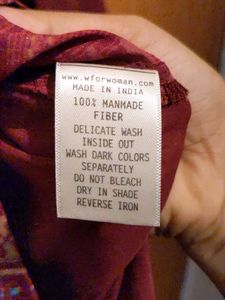 www.wforwoman.com
MADE IN INDIA
100% MANMADE
FIBER
DELICATE WASH
INSIDE OUT
WASH DARK COLORS
SEPARATELY
DO NOT BLEACH
DRY IN SHADE
REVERSE IRON